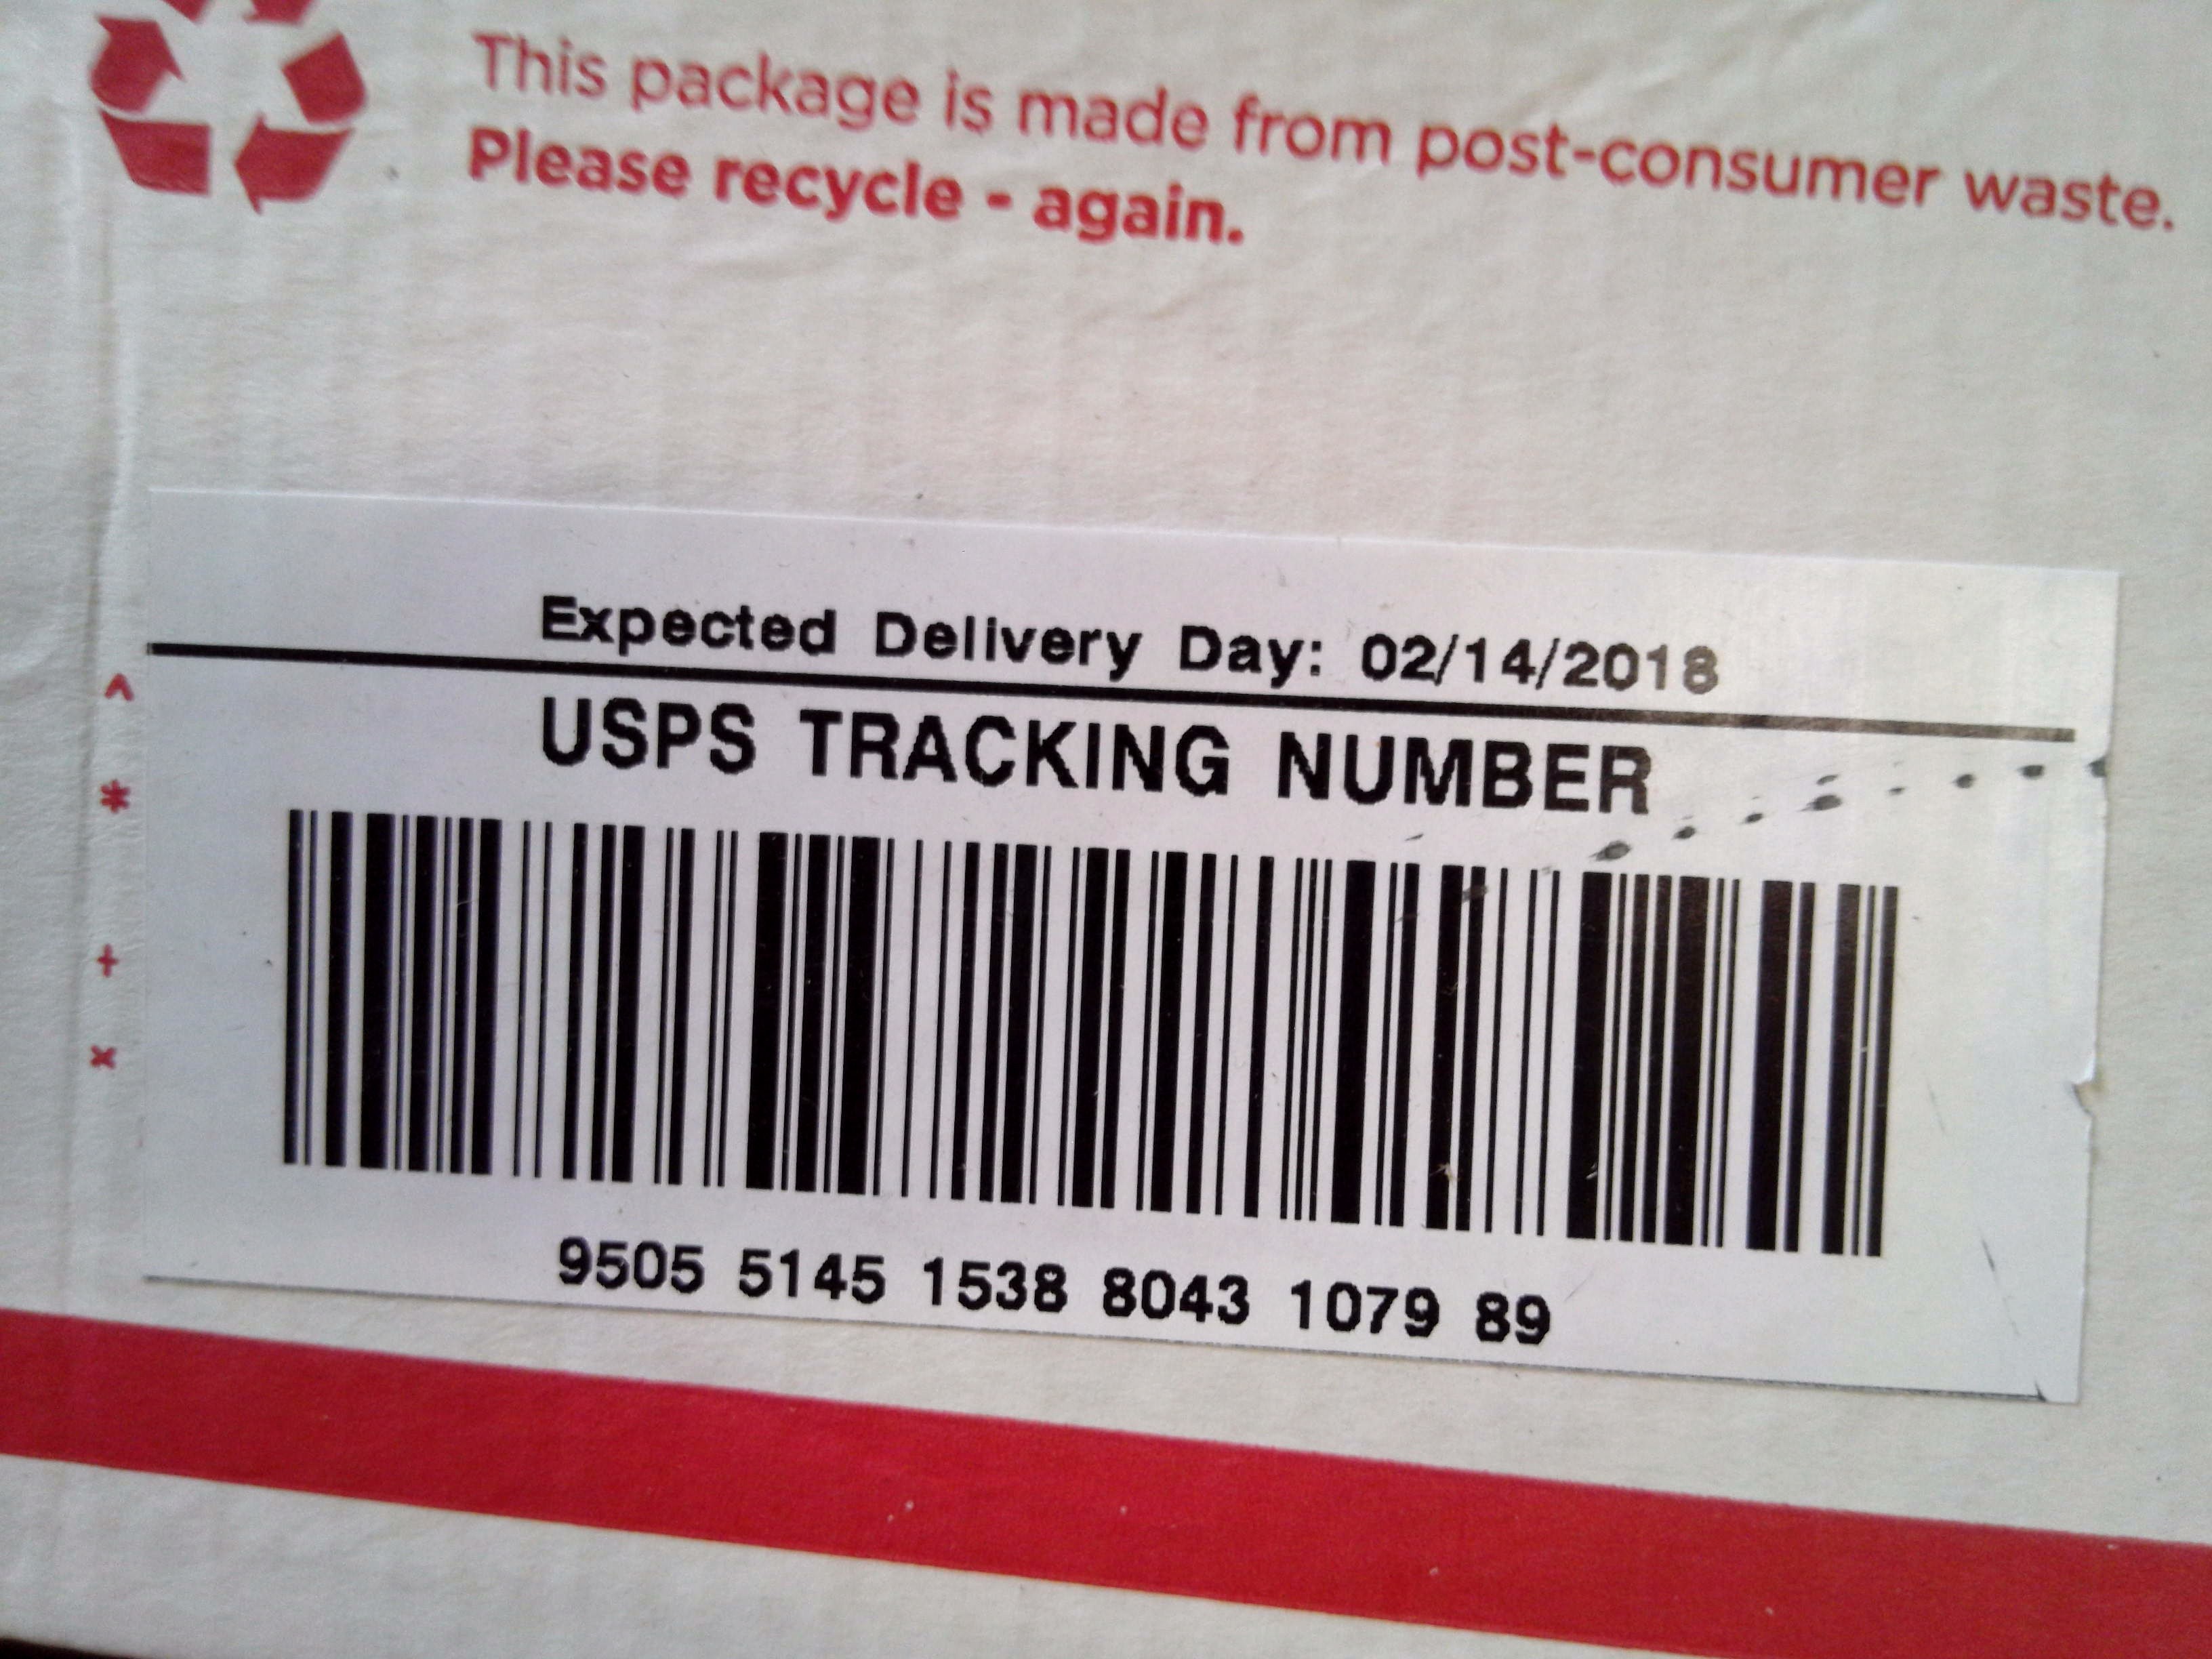 This package is made from post-consumer waste.
Please recycle - again.
Expected Delivery Day: 02/14/2018
USPS TRACKING NUMBER
9505 5145 1538 8043 1079 89
^
*
+
x